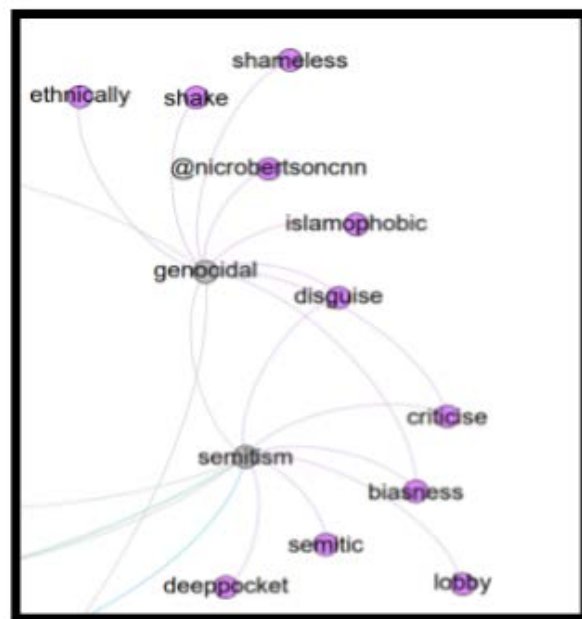 shameless
ethnically
shake
@nicrobertsoncnn
islamophobic
genocidal
disguise
criticise
semitism
biasness
semitic
deeppocket
lobby